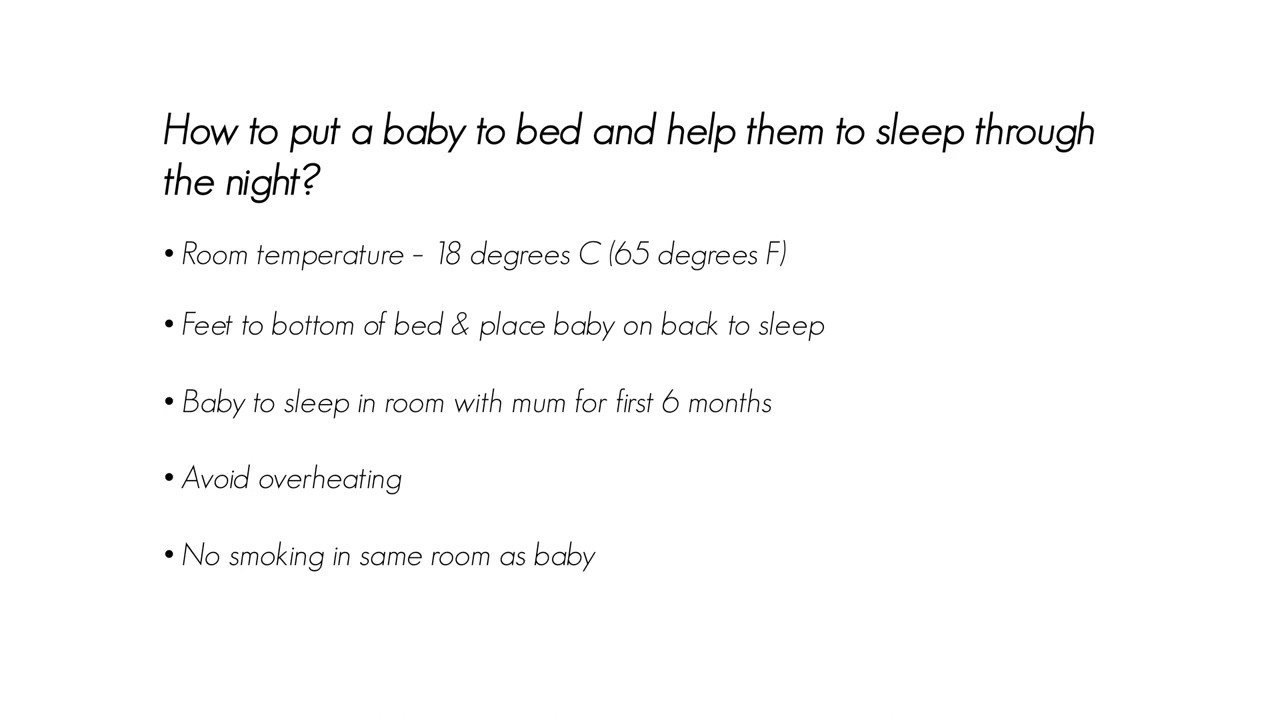 How to put a baby to bed and help them to sleep through
the night?
• Room temperature – 18 degrees C (65 degrees F)
• Feet to bottom of bed & place baby on back to sleep
• Baby to sleep in room with mum for first 6 months
• Avoid overheating
• No smoking in same room as baby